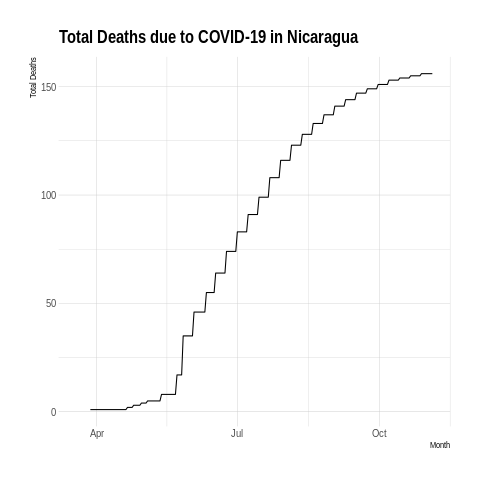 Total Deaths due to COVID-19 in Nicaragua
Total Deaths
150
100
50
0
Apr
Jul
Oct
Month